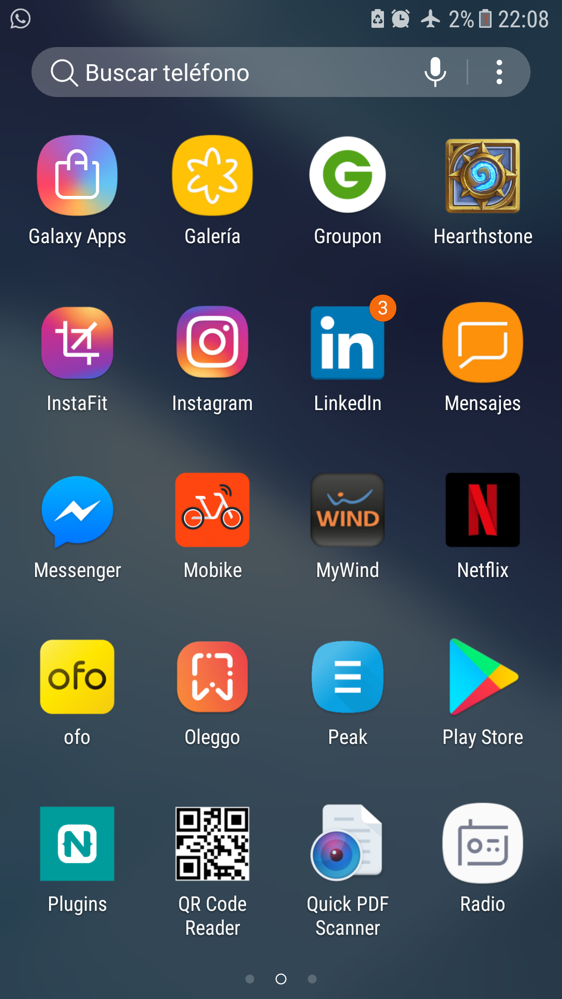 2% 22:08
Buscar teléfono
Galaxy Apps Galería Groupon Hearthstone
3
InstaFit Instagram LinkedIn Mensajes
WIND
Messenger Mobike MyWind Netflix
ofo
ofo Oleggo Peak Play Store
Plugins QR Code Reader Quick PDF Scanner Radio